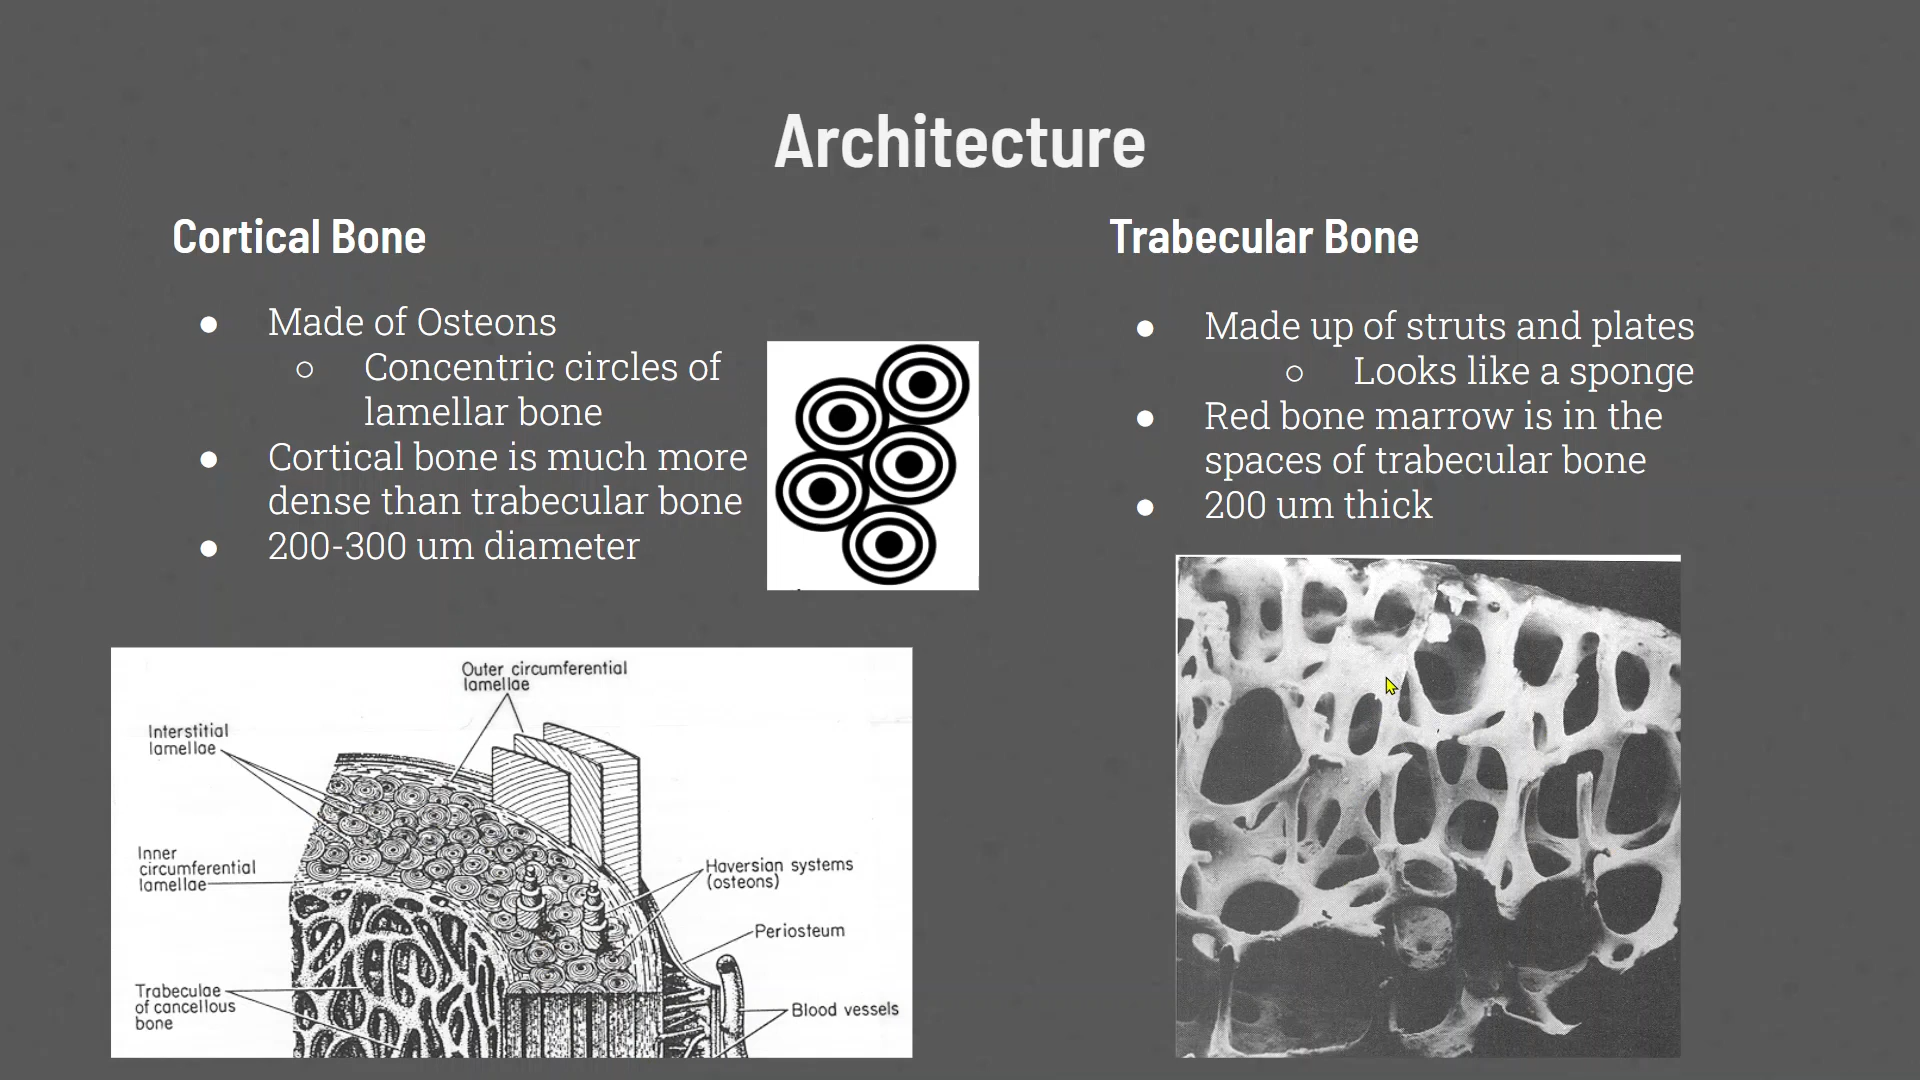 Architecture
Cortical Bone
● Made of Osteons
○ Concentric circles of
lamellar bone
● Cortical bone is much more
dense than trabecular bone
● 200-300 um diameter
Trabecular Bone
● Made up of struts and plates
○ Looks like a sponge
● Red bone marrow is in the
spaces of trabecular bone
● 200 um thick
Outer circumferential
lamellae
Interstitial
lamellae
Inner
circumferential
lamellae
Haversian systems
(osteons)
Periosteum
Trabeculae
of cancellous
bone
Blood vessels